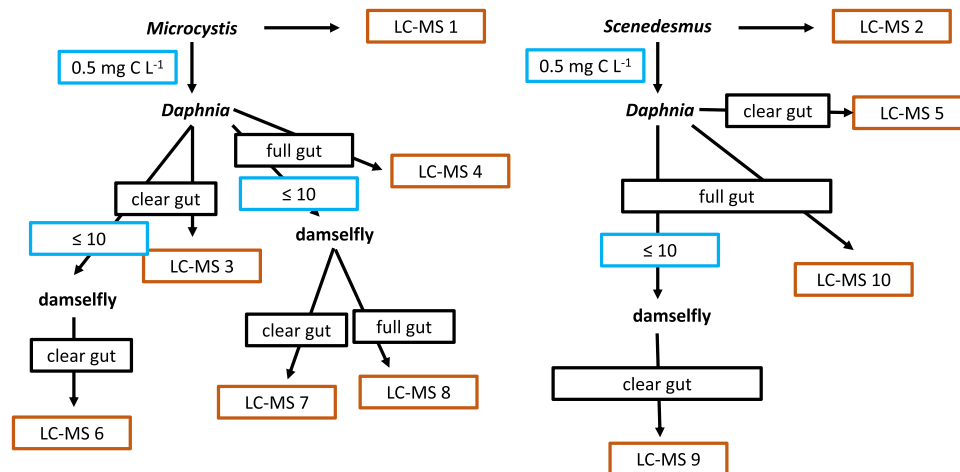 Microcystis
LC-MS 1
0.5 mg C L⁻¹
Daphnia
full gut
LC-MS 4
clear gut
≤ 10
≤ 10
damselfly
LC-MS 3
damselfly
clear gut
clear gut
full gut
LC-MS 7
LC-MS 8
LC-MS 6
Scenedesmus
LC-MS 2
0.5 mg C L⁻¹
Daphnia
clear gut
LC-MS 5
full gut
≤ 10
LC-MS 10
damselfly
clear gut
LC-MS 9